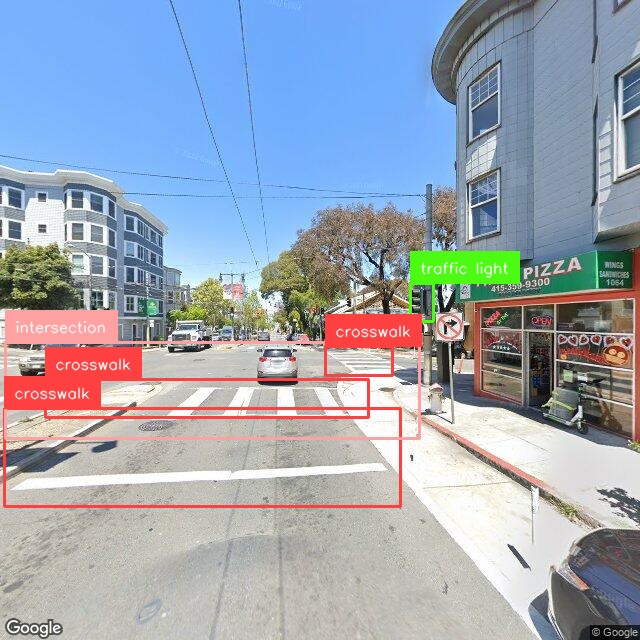 traffic light
PIZZA
WINGS
SANDWICHES
415-359-9300
1064
intersection
crosswalk
OPEN
crosswalk
crosswalk
Google
© Google